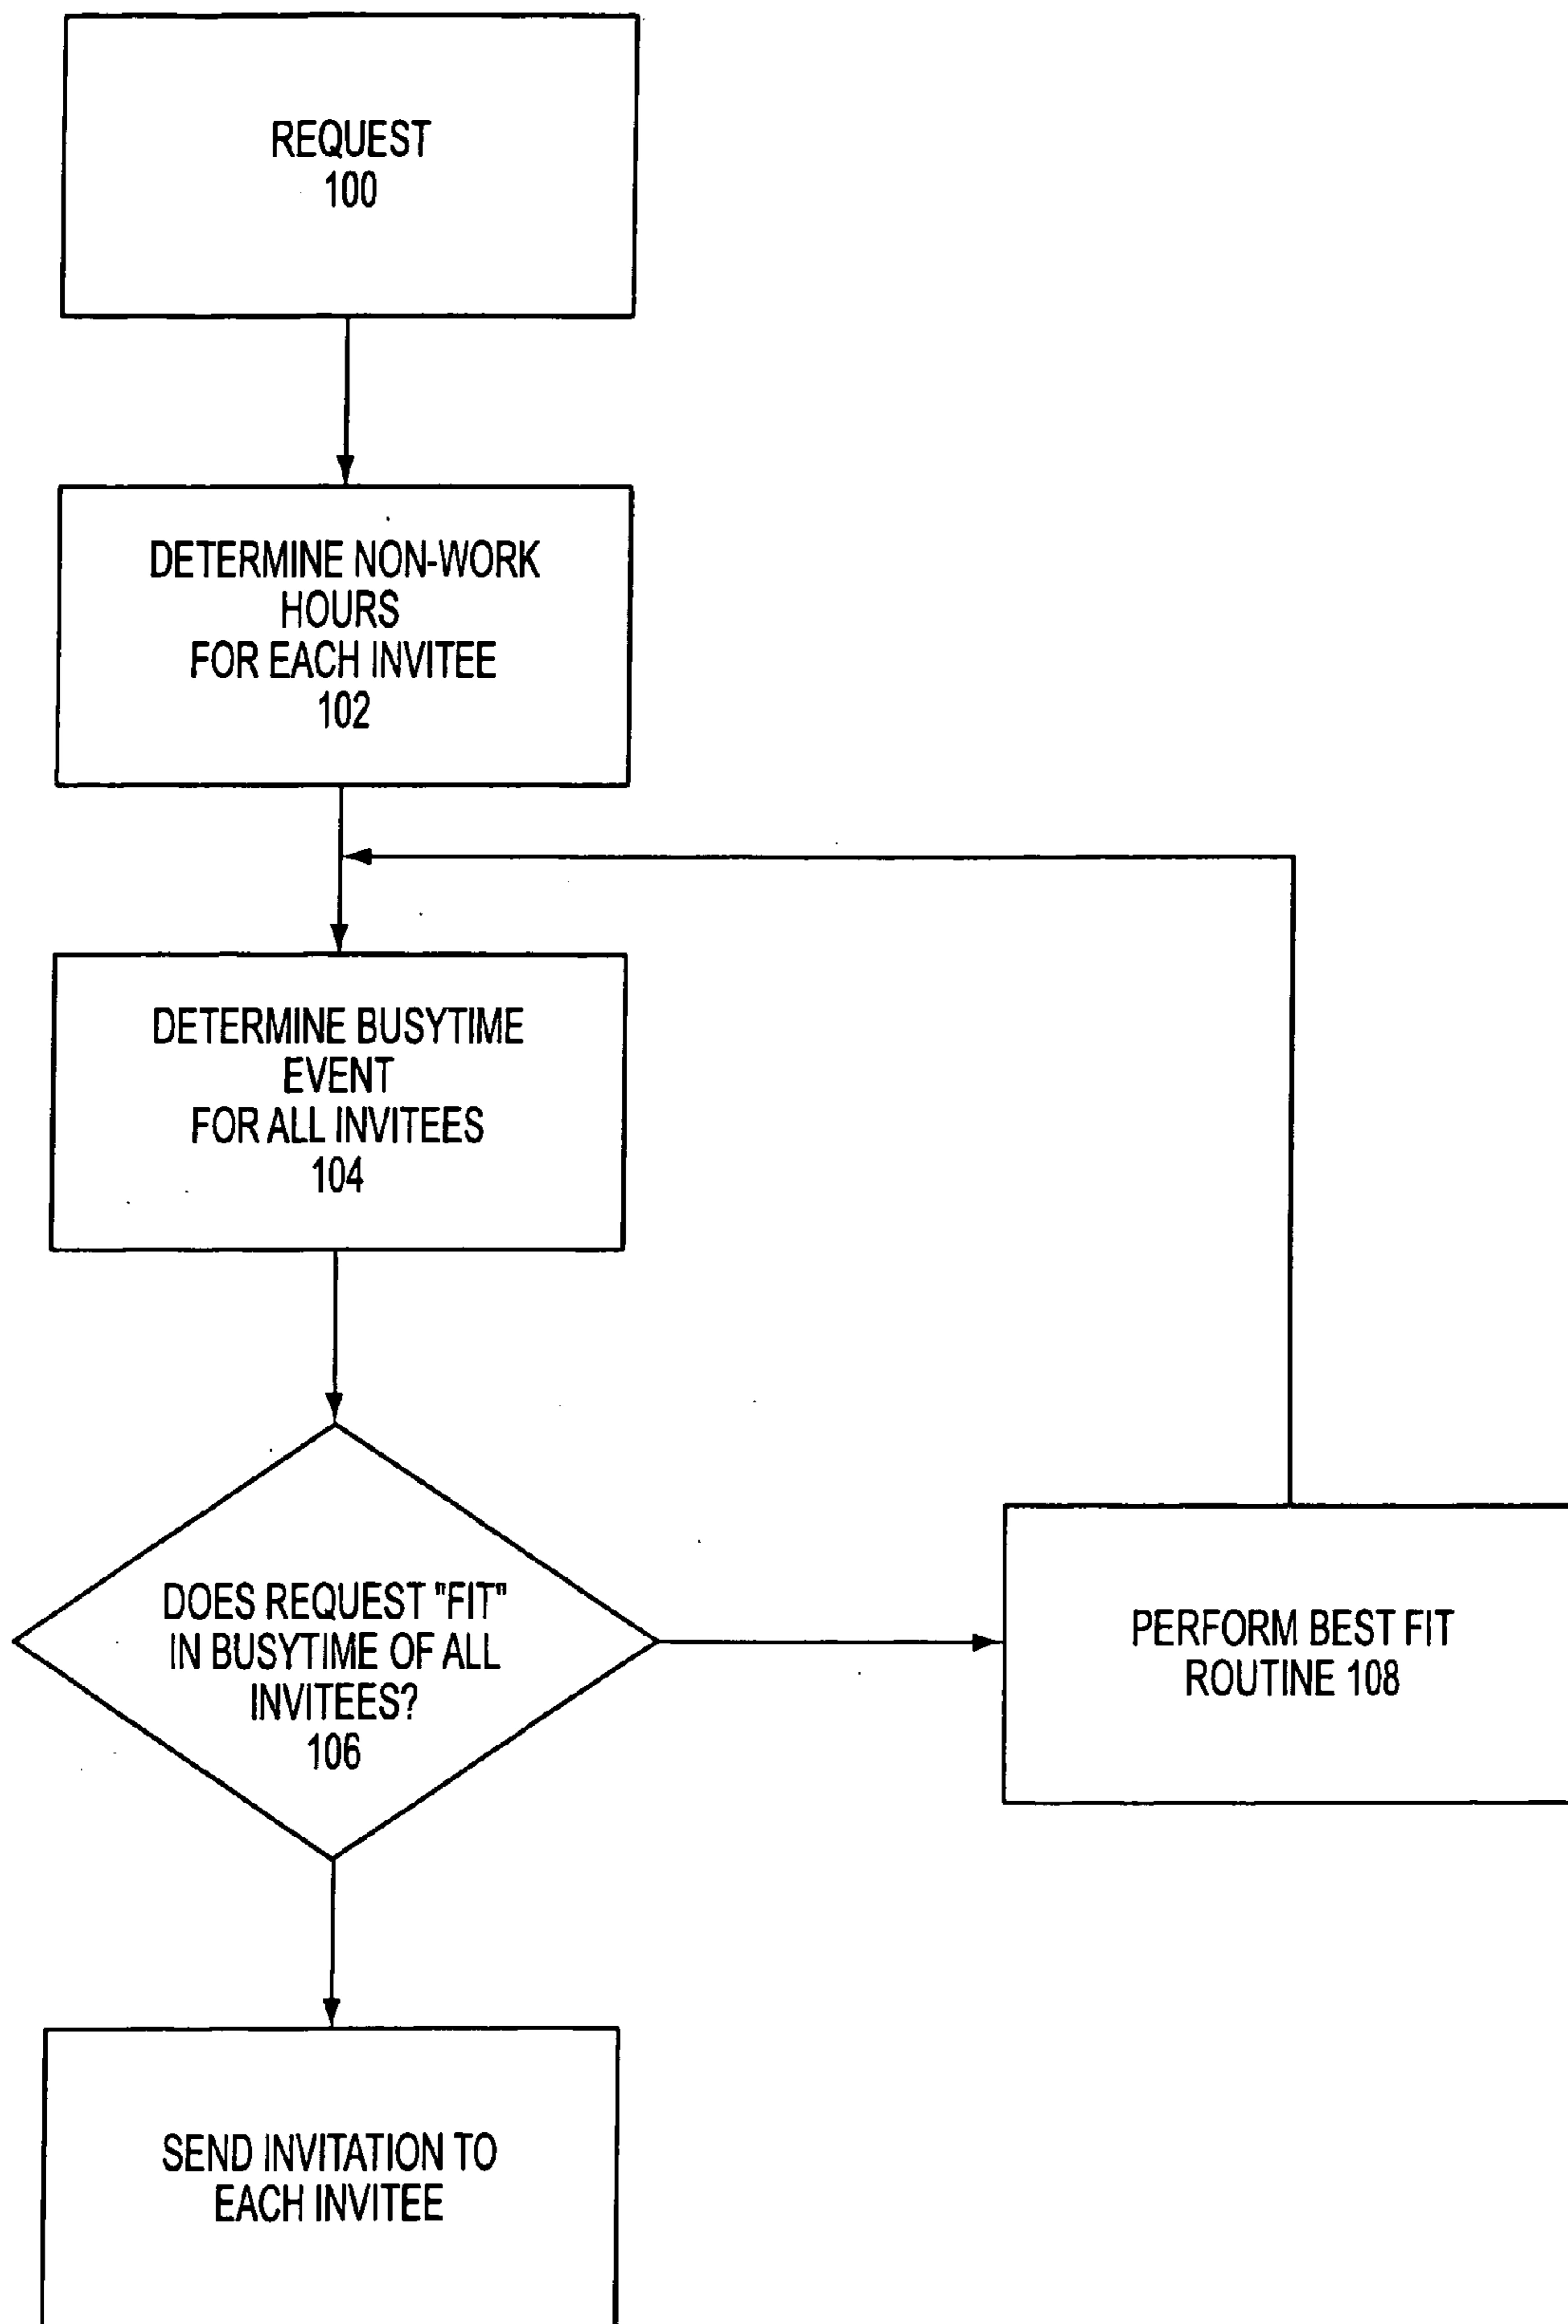 REQUEST
100
DETERMINE NON-WORK
HOURS
FOR EACH INVITEE
102
DETERMINE BUSYTIME
EVENT
FOR ALL INVITEES
104
DOES REQUEST "FIT"
IN BUSYTIME OF ALL
INVITEES?
106
PERFORM BEST FIT
ROUTINE 108
SEND INVITATION TO
EACH INVITEE